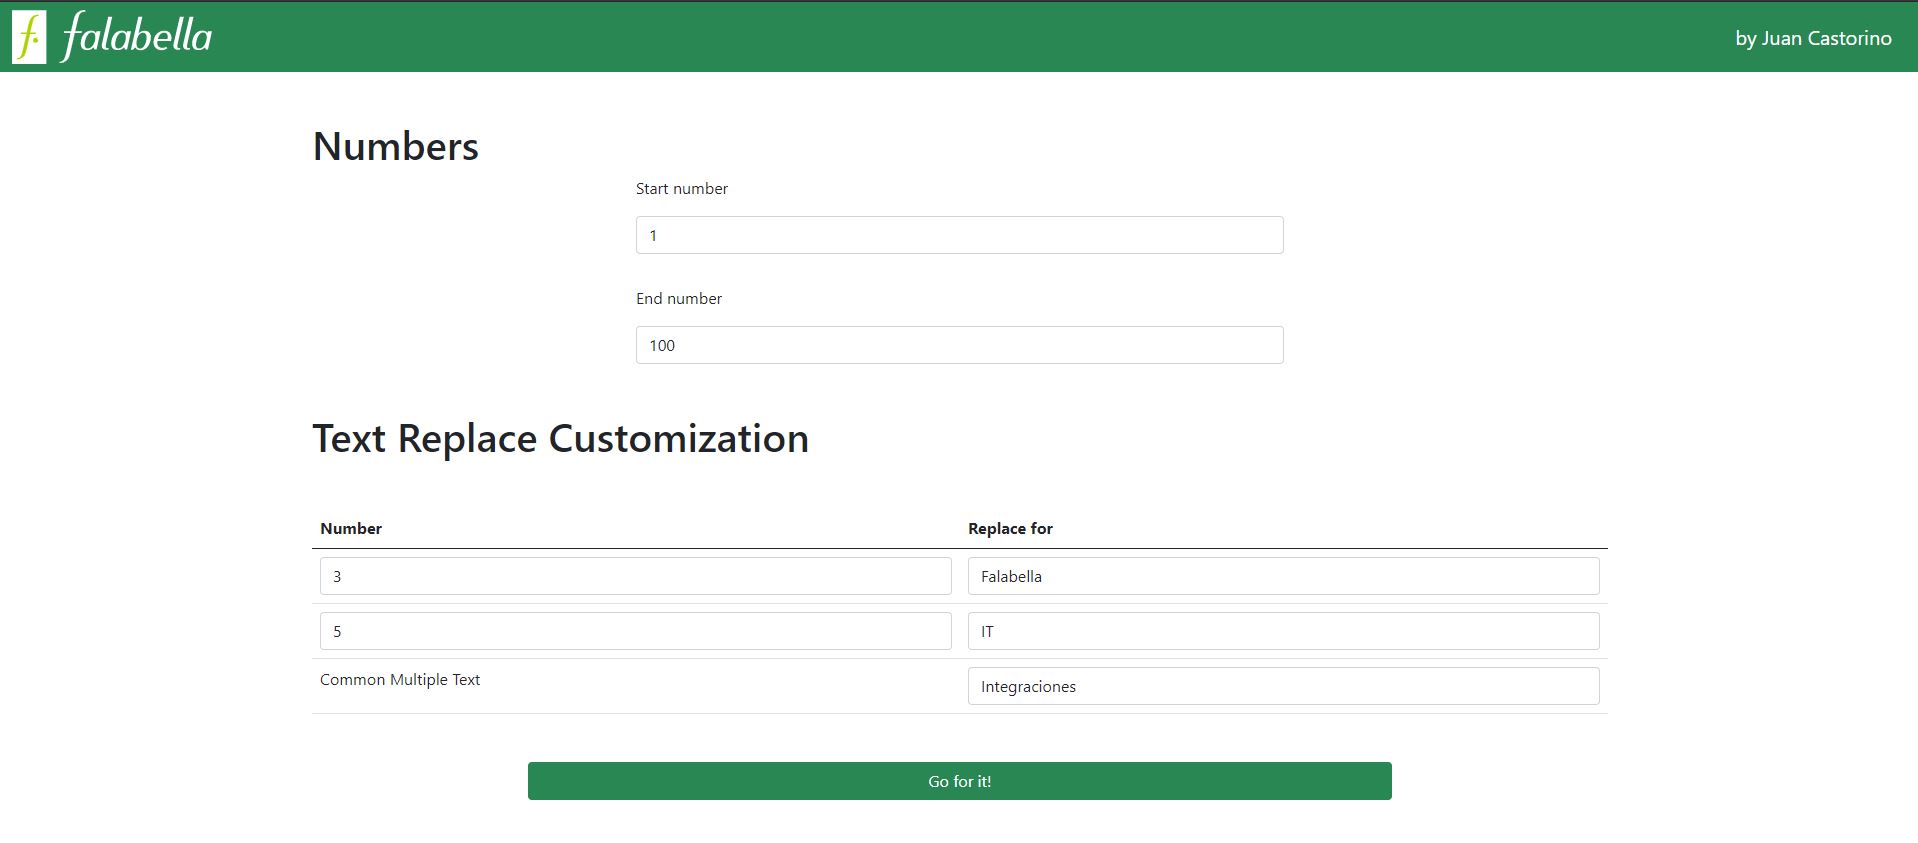 f. falabella
by Juan Castorino
Numbers
Start number
1
End number
100
Text Replace Customization
Number Replace for
3 Falabella
5 IT
Common Multiple Text Integraciones
Go for it!